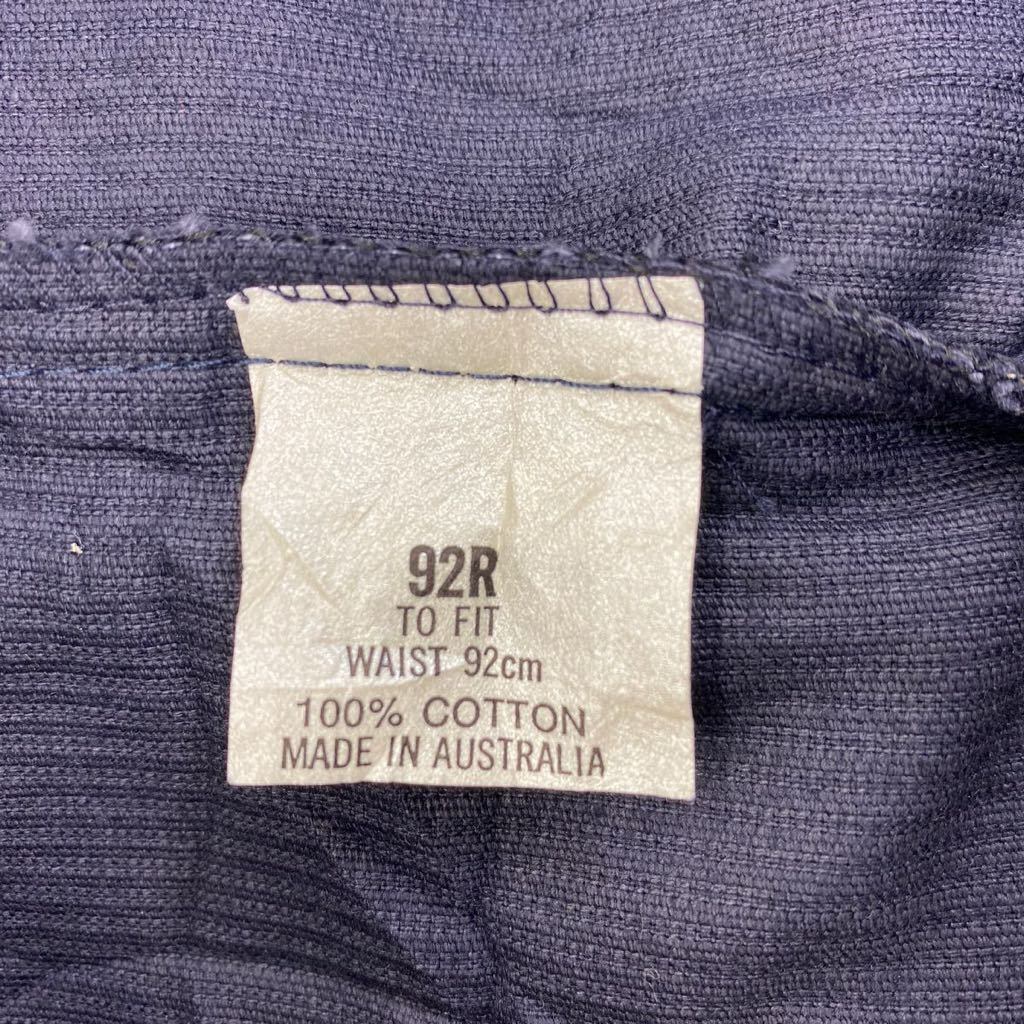 92R
TO FIT
WAIST 92cm
100% COTTON
MADE IN AUSTRALIA